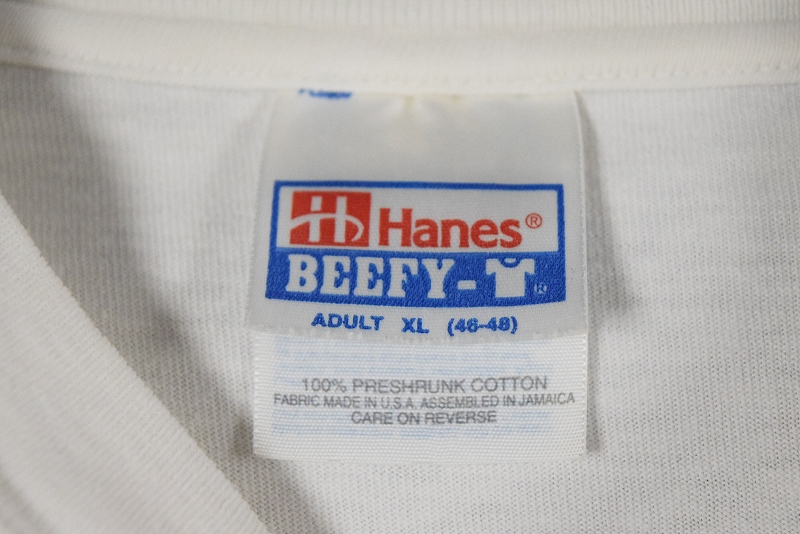 Hanes®
BEEFY-
®
ADULT XL (46-48)
100% PRESHRUNK COTTON
FABRIC MADE IN U.S.A. ASSEMBLED IN JAMAICA
CARE ON REVERSE